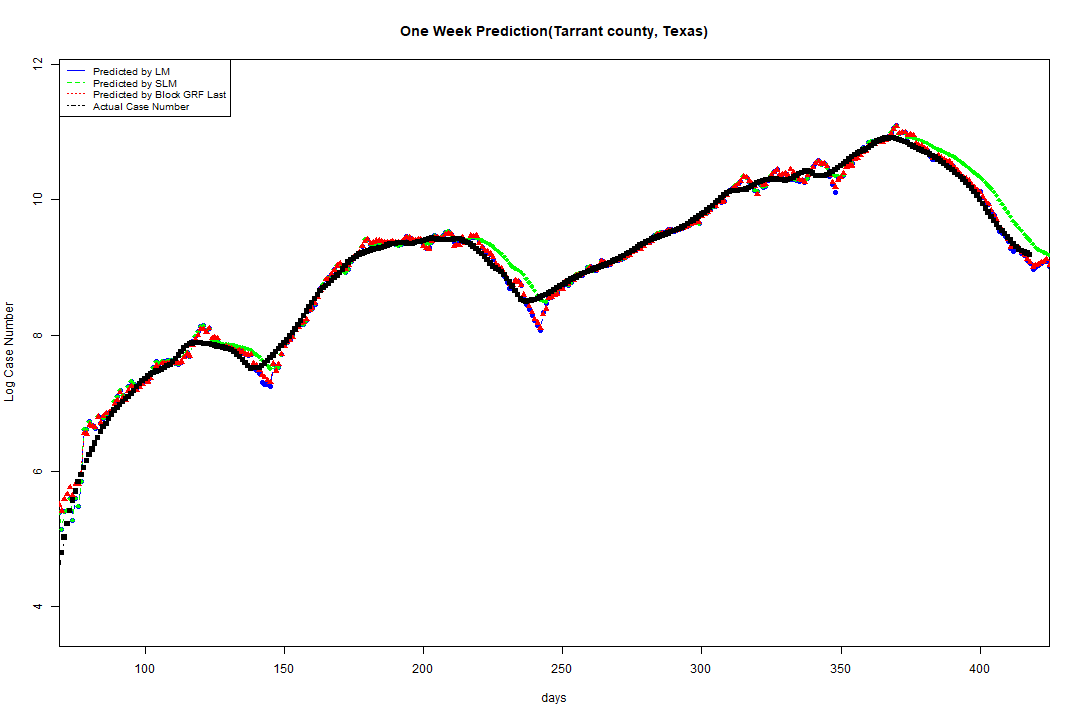 One Week Prediction(Tarrant county, Texas)
Predicted by LM
Predicted by SLM
Predicted by Block GRF Last
Actual Case Number
12
10
8
6
4
Log Case Number
100 150 200 250 300 350 400
days